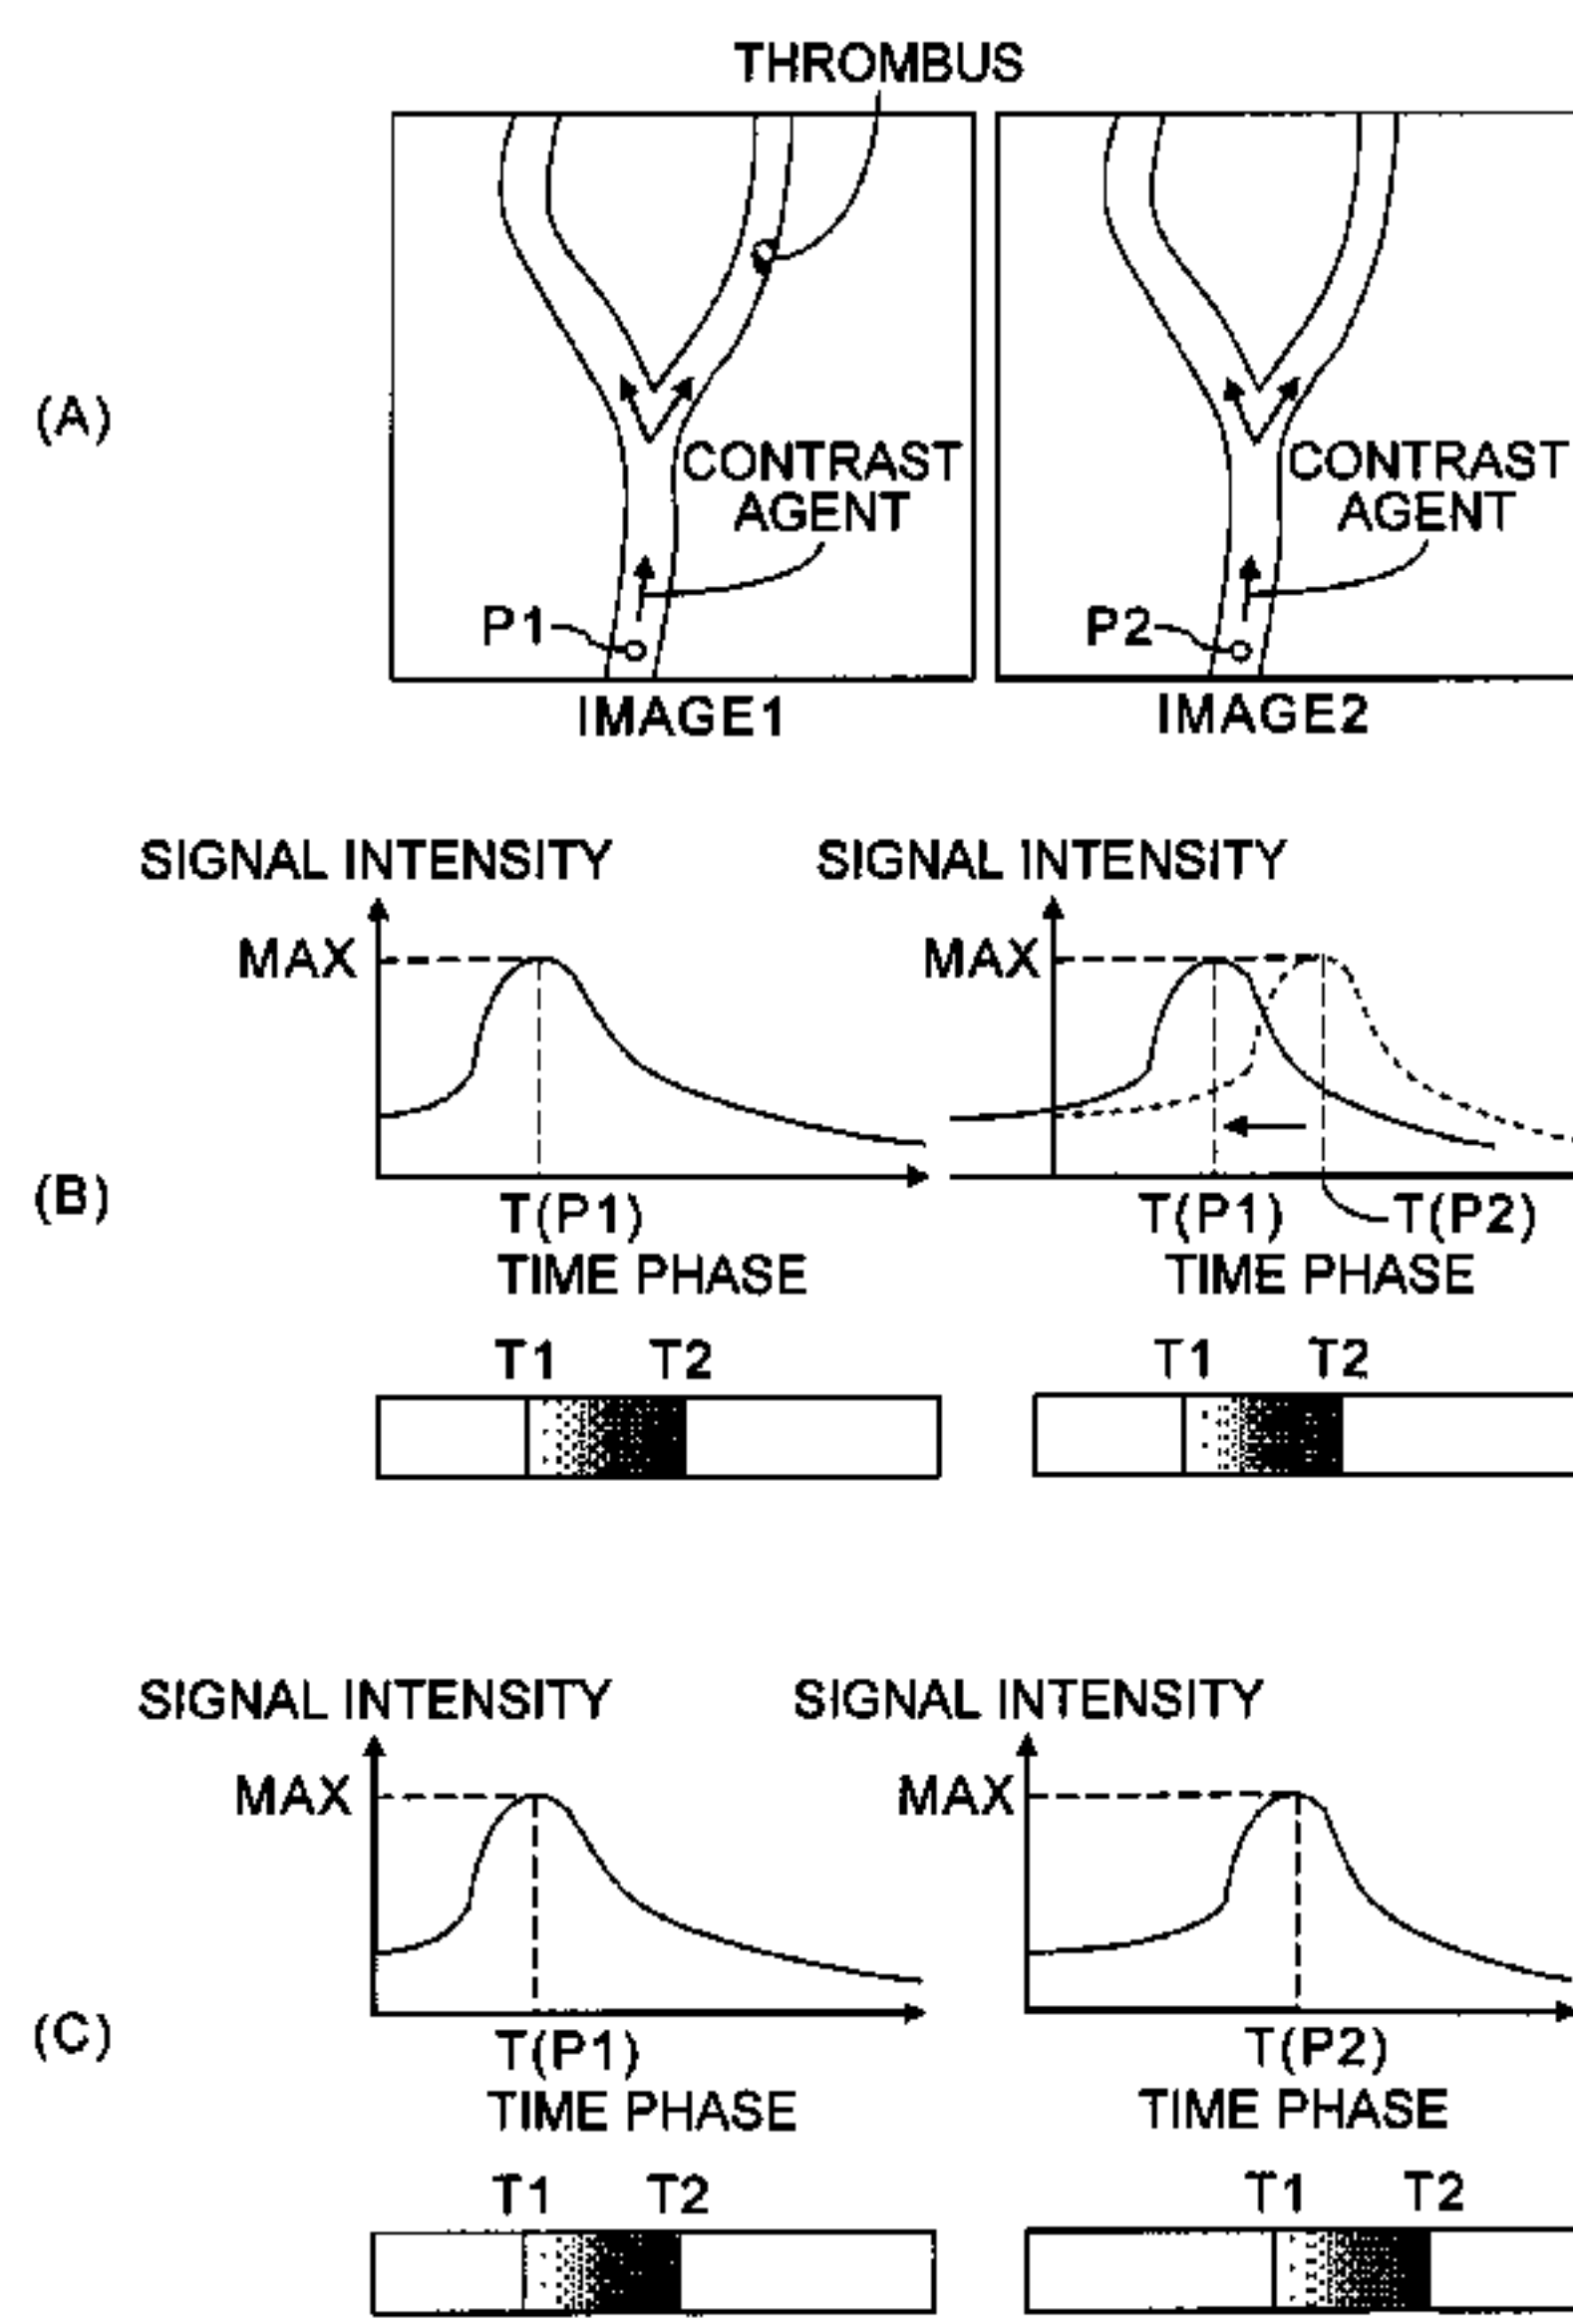 THROMBUS
(A)
CONTRAST
AGENT
P1
IMAGE1
CONTRAST
AGENT
P2
IMAGE2
(B)
SIGNAL INTENSITY
MAX
T(P1)
TIME PHASE
T1 T2
SIGNAL INTENSITY
MAX
T(P1) T(P2)
TIME PHASE
T1 T2
(C)
SIGNAL INTENSITY
MAX
T(P1)
TIME PHASE
T1 T2
SIGNAL INTENSITY
MAX
T(P2)
TIME PHASE
T1 T2